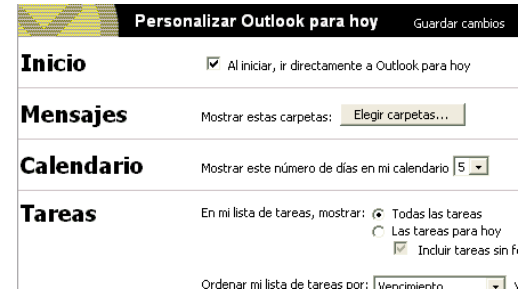 Personalizar Outlook para hoy Guardar cambios
Inicio Al iniciar, ir directamente a Outlook para hoy
Mensajes Mostrar estas carpetas: Elegir carpetas...
Calendario Mostrar este número de días en mi calendario 5
Tareas En mi lista de tareas, mostrar: Todas las tareas
Las tareas para hoy
Incluir tareas sin
Ordenar mi lista de tareas por: Vencimiento